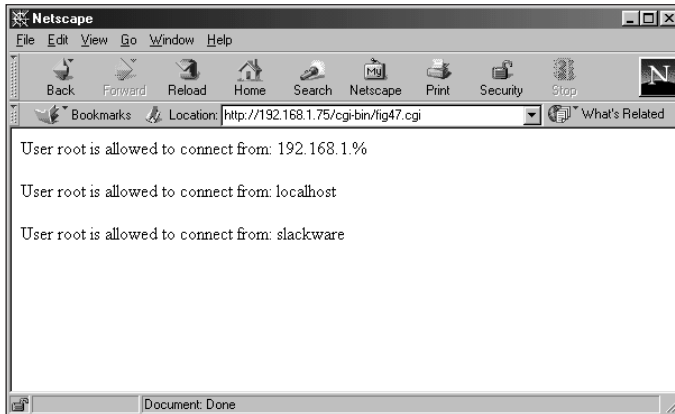 Netscape
File Edit View Go Window Help
Back Forward Reload Home Search Netscape Print Security Stop
My
N
Bookmarks Location: http://192.168.1.75/cgi-bin/fig47.cgi What's Related
User root is allowed to connect from: 192.168.1.%
User root is allowed to connect from: localhost
User root is allowed to connect from: slackware
Document: Done